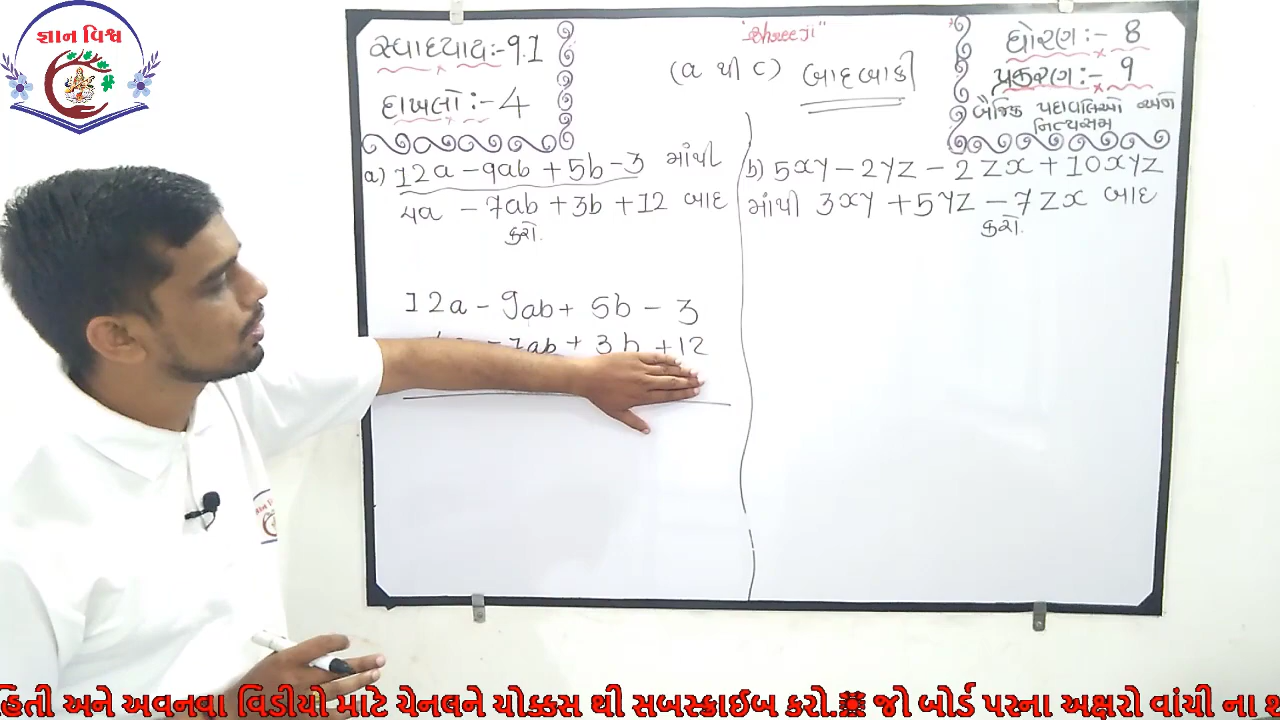 જ્ઞાન વિશ્વ
સ્વાધ્યાય:-9.1
દાખલો:-4
"Shreeji"
(a થી c) બાદબાકી
ધોરણ:- 8
પ્રકરણ:- 9
બૈજિક પદાવલિઓ અને
નિત્યસમ
a) 12a - 9ab + 5b - 3 માંથી
4a - 7ab + 3b + 12 બાદ
કરો.
12a - 9ab + 5b - 3
- 7ab + 3b + 12
b) 5xy - 2yz - 2zx + 10xyz
માંથી 3xy + 5yz - 7zx બાદ
કરો.
હિતી અને અવનવા વિડીયો માટે ચેનલને ચોક્કસ થી સબસ્ક્રાઈબ કરો. જો બોર્ડ પરના અક્ષરો વાંચી ના